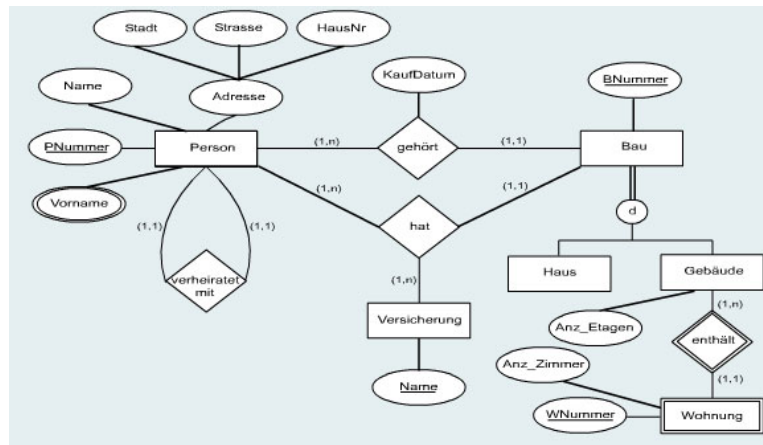 Stadt
Strasse
HausNr
Name
Adresse
KaufDatum
BNummer
PNummer
Person
(1,n)
gehört
(1,1)
Bau
Vorname
(1,n)
(1,1)
(1,1)
(1,1)
hat
d
verheiratet
mit
(1,n)
Haus
Gebäude
Versicherung
(1,n)
Anz_Etagen
enthält
Anz_Zimmer
(1,1)
Name
WNummer
Wohnung